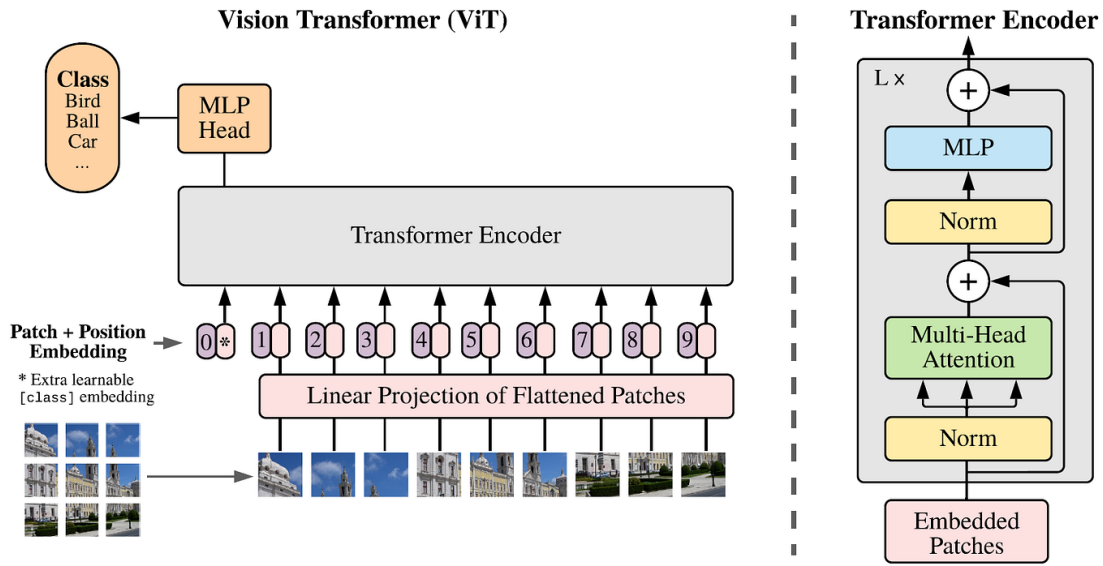 Vision Transformer (ViT)
Class
Bird
Ball
Car
...
MLP
Head
Transformer Encoder
Patch + Position
Embedding
0 * 1 2 3 4 5 6 7 8 9
* Extra learnable
[class] embedding
Linear Projection of Flattened Patches
Transformer Encoder
L ×
+
MLP
Norm
+
Multi-Head
Attention
Norm
Embedded
Patches